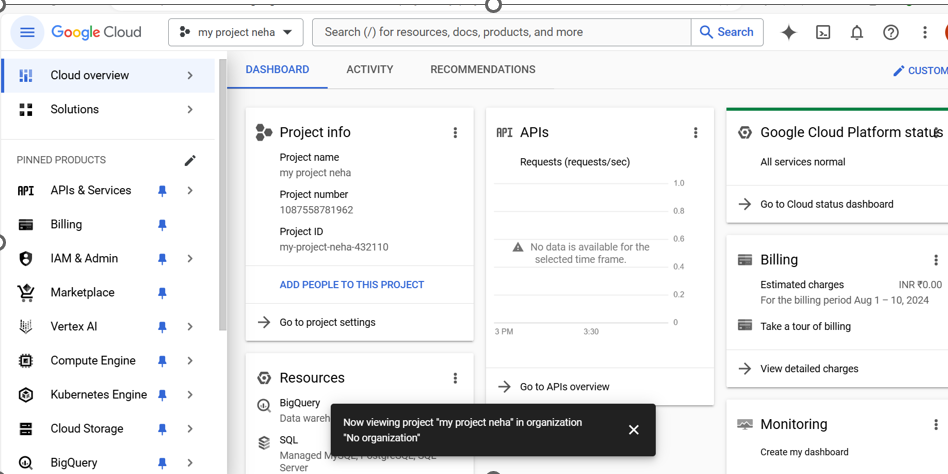 Google Cloud
my project neha
Search (/) for resources, docs, products, and more
Search
Cloud overview
Solutions
PINNED PRODUCTS
API APIs & Services
Billing
IAM & Admin
Marketplace
Vertex AI
Compute Engine
Kubernetes Engine
Cloud Storage
BigQuery
DASHBOARD
ACTIVITY
RECOMMENDATIONS
CUSTOM
Project info
Project name
my project neha
Project number
1087558781962
Project ID
my-project-neha-432110
ADD PEOPLE TO THIS PROJECT
Go to project settings
Resources
BigQuery
Data wareh
SQL
Managed MySQL, PostgreSQL, SQL
Server
API APIs
Requests (requests/sec)
1.0
0.8
0.6
0.4
0.2
0
No data is available for the
selected time frame.
3 PM
3:30
Go to APIs overview
Google Cloud Platform status
All services normal
Go to Cloud status dashboard
Billing
Estimated charges INR ₹0.00
For the billing period Aug 1 – 10, 2024
Take a tour of billing
View detailed charges
Monitoring
Create my dashboard
Now viewing project "my project neha" in organization
"No organization"